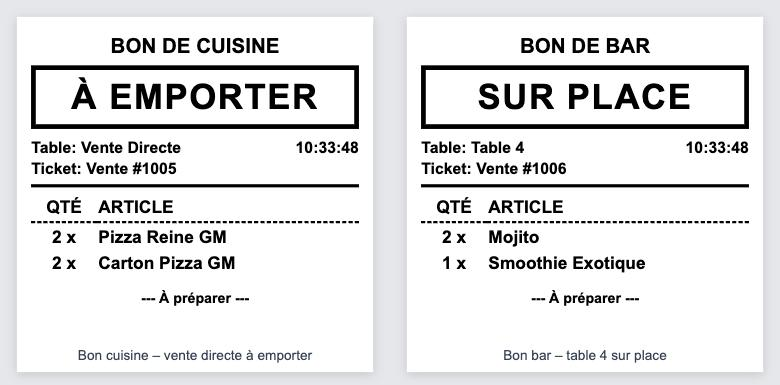 BON DE CUISINE
À EMPORTER
Table: Vente Directe 10:33:48
Ticket: Vente #1005
QTÉ ARTICLE
2 x Pizza Reine GM
2 x Carton Pizza GM
--- À préparer ---
Bon cuisine – vente directe à emporter
BON DE BAR
SUR PLACE
Table: Table 4 10:33:48
Ticket: Vente #1006
QTÉ ARTICLE
2 x Mojito
1 x Smoothie Exotique
--- À préparer ---
Bon bar – table 4 sur place